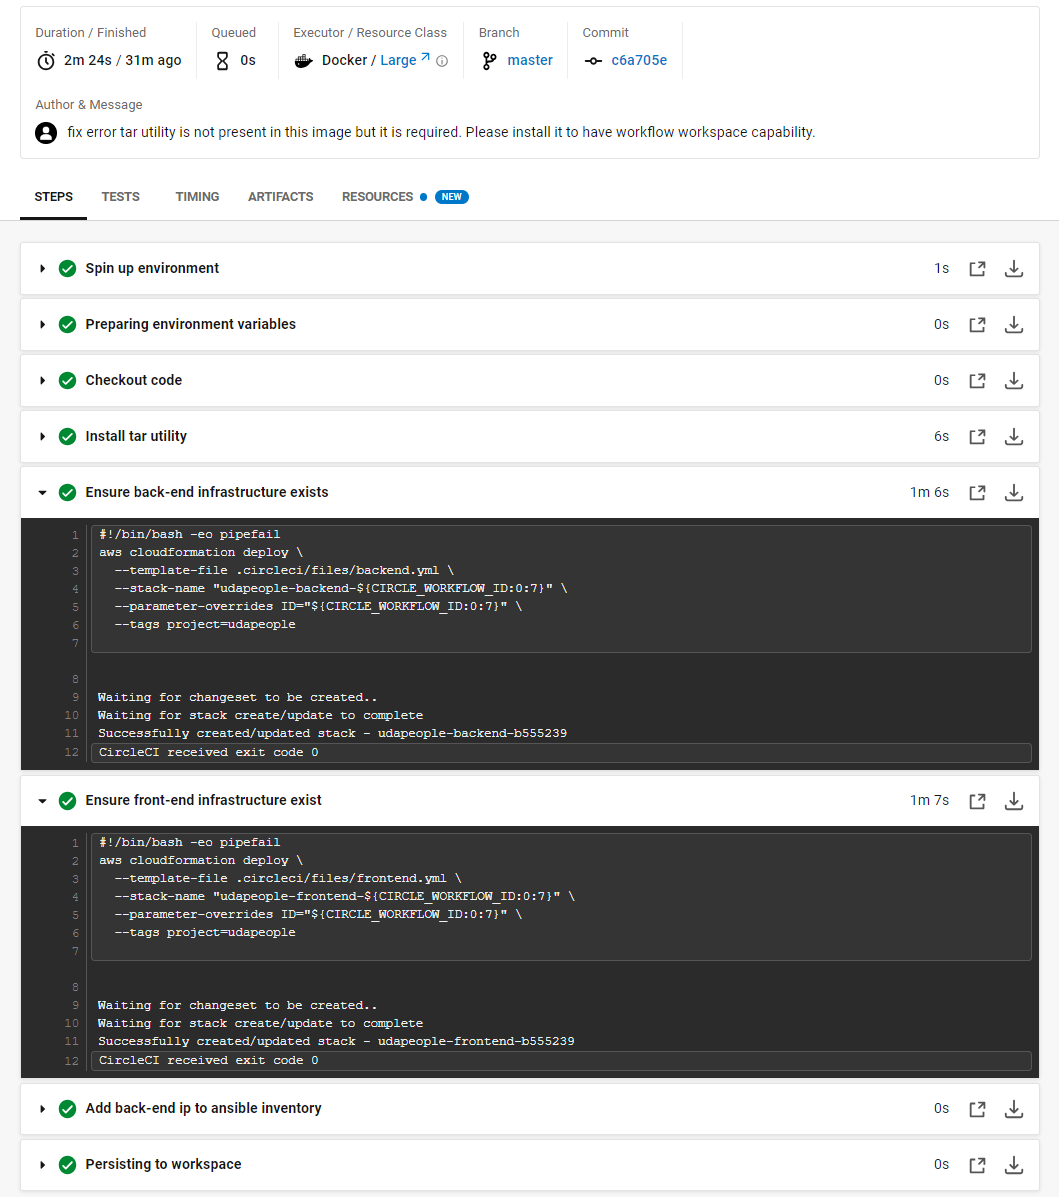 Duration / Finished
2m 24s / 31m ago
Queued
0s
Executor / Resource Class
Docker / Large
Branch
master
Commit
c6a705e
Author & Message
fix error tar utility is not present in this image but it is required. Please install it to have workflow workspace capability.
STEPS TESTS TIMING ARTIFACTS RESOURCES NEW
Spin up environment 1s
Preparing environment variables 0s
Checkout code 0s
Install tar utility 6s
Ensure back-end infrastructure exists 1m 6s
1 #!/bin/bash -eo pipefail
2 aws cloudformation deploy \
3   --template-file .circleci/files/backend.yml \
4   --stack-name "udapeople-backend-${CIRCLE_WORKFLOW_ID:0:7}" \
5   --parameter-overrides ID="${CIRCLE_WORKFLOW_ID:0:7}" \
6   --tags project=udapeople
7
8
9 Waiting for changeset to be created..
10 Waiting for stack create/update to complete
11 Successfully created/updated stack - udapeople-backend-b555239
12 CircleCI received exit code 0
Ensure front-end infrastructure exist 1m 7s
1 #!/bin/bash -eo pipefail
2 aws cloudformation deploy \
3   --template-file .circleci/files/frontend.yml \
4   --stack-name "udapeople-frontend-${CIRCLE_WORKFLOW_ID:0:7}" \
5   --parameter-overrides ID="${CIRCLE_WORKFLOW_ID:0:7}" \
6   --tags project=udapeople
7
8
9 Waiting for changeset to be created..
10 Waiting for stack create/update to complete
11 Successfully created/updated stack - udapeople-frontend-b555239
12 CircleCI received exit code 0
Add back-end ip to ansible inventory 0s
Persisting to workspace 0s